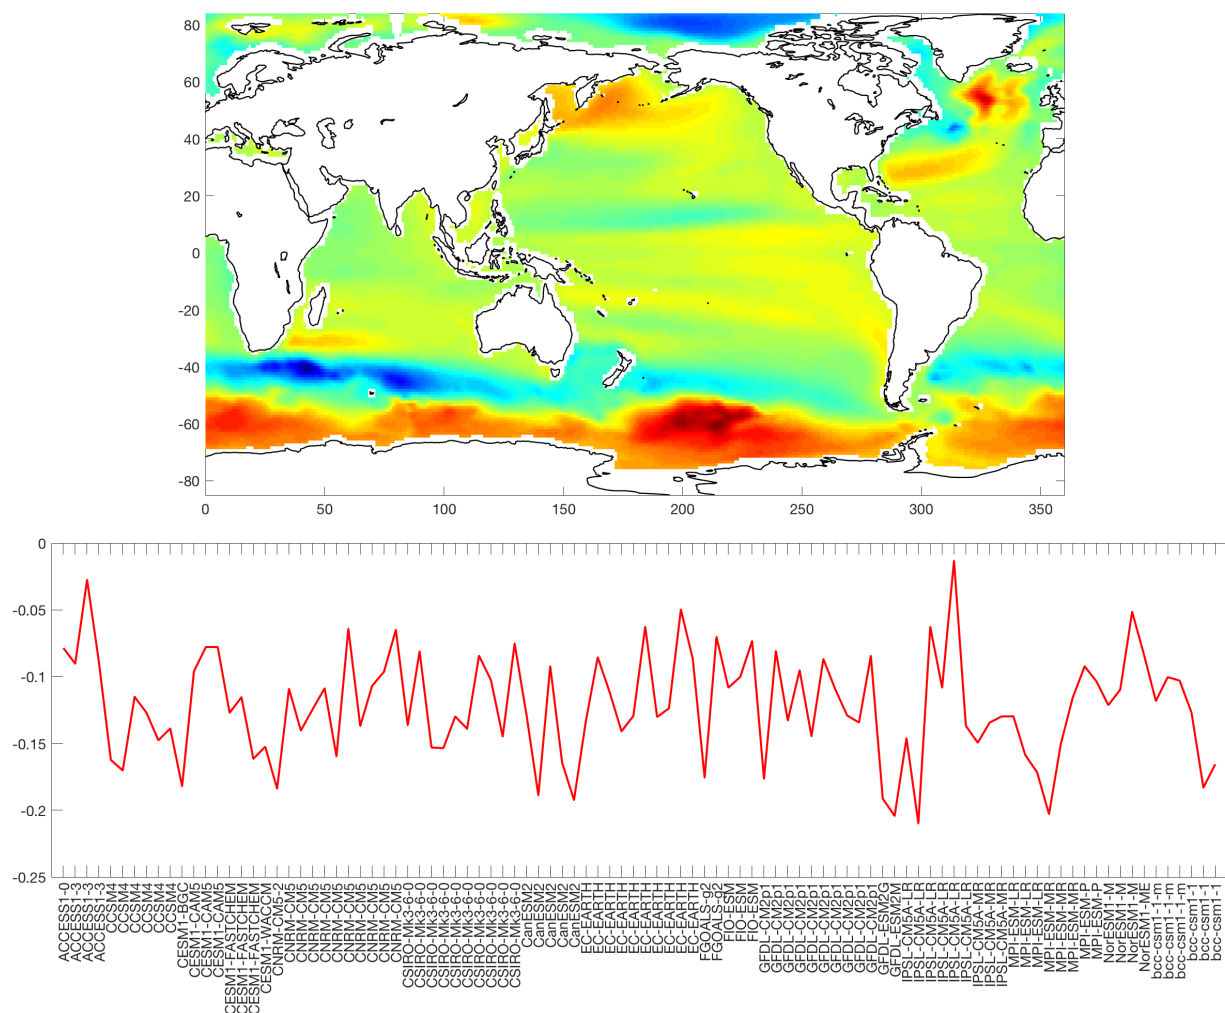 80
60
40
20
0
-20
-40
-60
-80
0
50
100
150
200
250
300
350
0
-0.05
-0.1
-0.15
-0.2
-0.25
ACCESS1-0
ACCESS1-3
ACCESS1-3
ACCESS1-3
CCSM4
CCSM4
CCSM4
CCSM4
CCSM4
CCSM4
CESM1-BGC
CESM1-CAM5
CESM1-CAM5
CESM1-CAM5
CESM1-FASTCHEM
CESM1-FASTCHEM
CESM1-FASTCHEM
CESM1-WACCM
CNRM-CM5-2
CNRM-CM5
CNRM-CM5
CNRM-CM5
CNRM-CM5
CNRM-CM5
CNRM-CM5
CNRM-CM5
CNRM-CM5
CNRM-CM5
CNRM-CM5
CSIRO-Mk3-6-0
CSIRO-Mk3-6-0
CSIRO-Mk3-6-0
CSIRO-Mk3-6-0
CSIRO-Mk3-6-0
CSIRO-Mk3-6-0
CSIRO-Mk3-6-0
CSIRO-Mk3-6-0
CSIRO-Mk3-6-0
CSIRO-Mk3-6-0
CanESM2
CanESM2
CanESM2
CanESM2
CanESM2
EC-EARTH
EC-EARTH
EC-EARTH
EC-EARTH
EC-EARTH
EC-EARTH
EC-EARTH
EC-EARTH
EC-EARTH
EC-EARTH
FGOALS-g2
FGOALS-g2
FIO-ESM
FIO-ESM
FIO-ESM
GFDL-CM2p1
GFDL-CM2p1
GFDL-CM2p1
GFDL-CM2p1
GFDL-CM2p1
GFDL-CM2p1
GFDL-CM2p1
GFDL-CM2p1
GFDL-CM2p1
GFDL-CM2p1
GFDL-ESM2G
GFDL-ESM2M
IPSL-CM5A-LR
IPSL-CM5A-LR
IPSL-CM5A-LR
IPSL-CM5A-LR
IPSL-CM5A-LR
IPSL-CM5A-LR
IPSL-CM5A-MR
IPSL-CM5A-MR
IPSL-CM5A-MR
MPI-ESM-LR
MPI-ESM-LR
MPI-ESM-LR
MPI-ESM-MR
MPI-ESM-MR
MPI-ESM-MR
MPI-ESM-P
MPI-ESM-P
NorESM1-M
NorESM1-M
NorESM1-M
NorESM1-ME
bcc-csm1-1-m
bcc-csm1-1-m
bcc-csm1-1-m
bcc-csm1-1
bcc-csm1-1
bcc-csm1-1